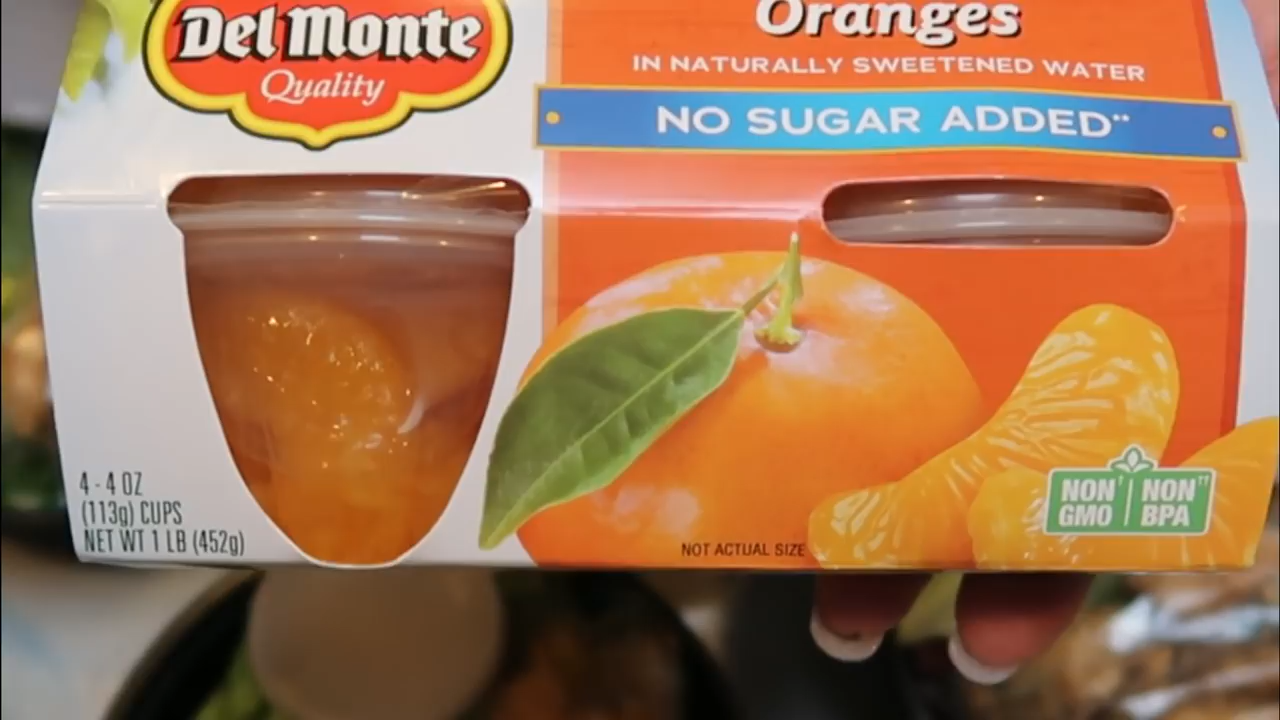 Del Monte
Quality
Oranges
IN NATURALLY SWEETENED WATER
NO SUGAR ADDED**
4 - 4 OZ
(113g) CUPS
NET WT 1 LB (452g)
NOT ACTUAL SIZE
NON† NON††
GMO BPA